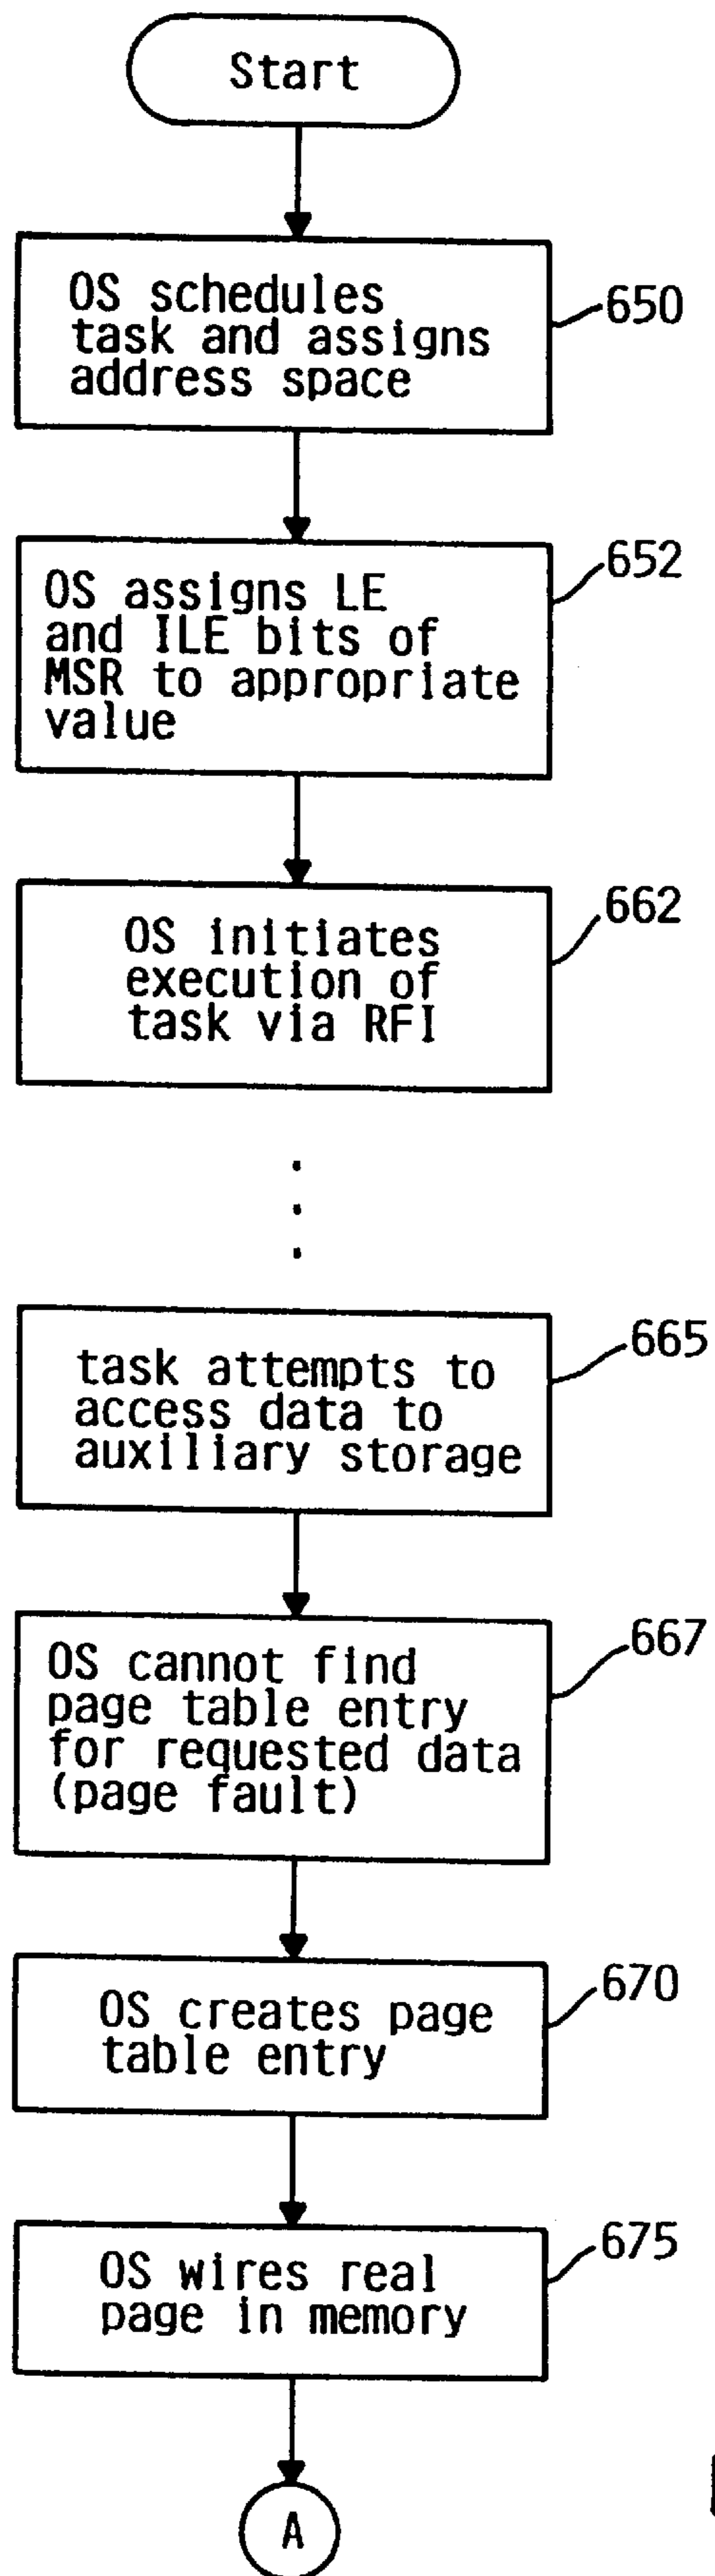 Start
OS schedules
task and assigns
address space
650
OS assigns LE
and ILE bits of
MSR to appropriate
value
652
OS initiates
execution of
task via RFI
662
task attempts to
access data to
auxiliary storage
665
OS cannot find
page table entry
for requested data
(page fault)
667
OS creates page
table entry
670
OS wires real
page in memory
675
A